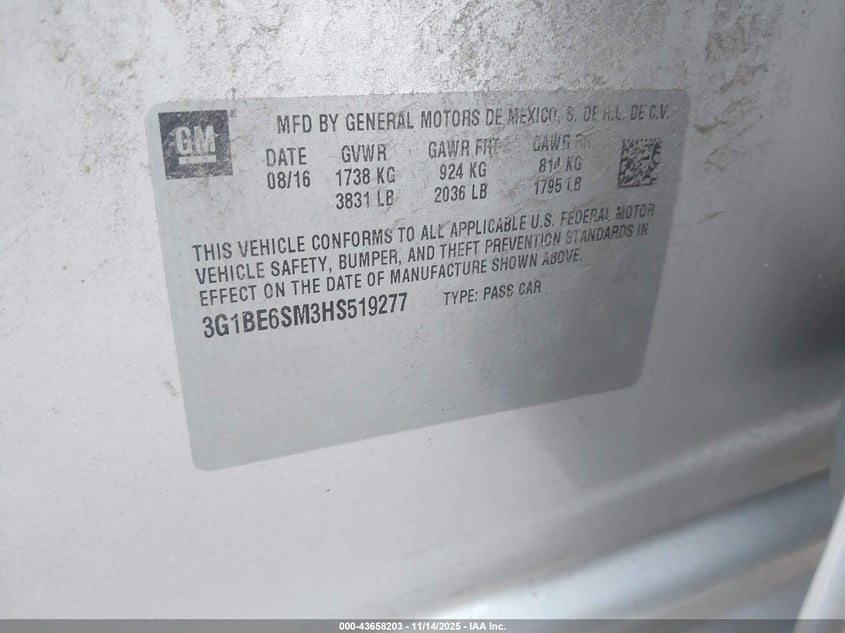 GM
MFD BY GENERAL MOTORS DE MEXICO, S. DE R.L. DE C.V.
DATE GVWR GAWR FRT GAWR RR
08/16 1738 KG 924 KG 814 KG
3831 LB 2036 LB 1795 LB
THIS VEHICLE CONFORMS TO ALL APPLICABLE U.S. FEDERAL MOTOR
VEHICLE SAFETY, BUMPER, AND THEFT PREVENTION STANDARDS IN
EFFECT ON THE DATE OF MANUFACTURE SHOWN ABOVE.
3G1BE6SM3HS519277 TYPE: PASS CAR
000-43658203 - 11/14/2025 - IAA Inc.